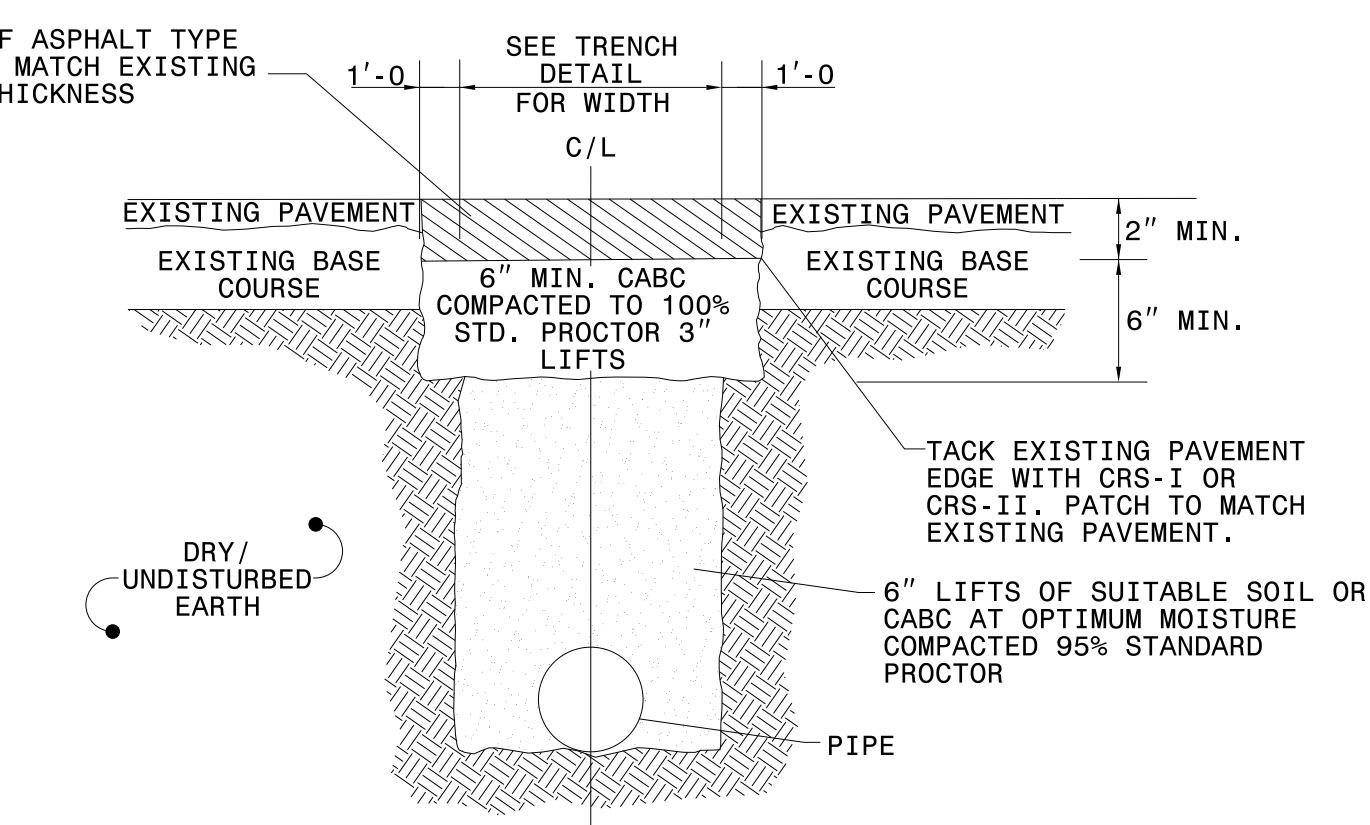 ASPHALT TYPE
MATCH EXISTING
SEE TRENCH
DETAIL
FOR WIDTH
1'-0
1'-0
C/L
EXISTING PAVEMENT
EXISTING PAVEMENT
2" MIN.
EXISTING BASE
COURSE
6" MIN. CABC
COMPACTED TO 100%
STD. PROCTOR 3"
LIFTS
EXISTING BASE
COURSE
6" MIN.
TACK EXISTING PAVEMENT
EDGE WITH CRS-I OR
CRS-II. PATCH TO MATCH
EXISTING PAVEMENT.
DRY/
UNDISTURBED
EARTH
6" LIFTS OF SUITABLE SOIL OR
CABC AT OPTIMUM MOISTURE
COMPACTED 95% STANDARD
PROCTOR
PIPE